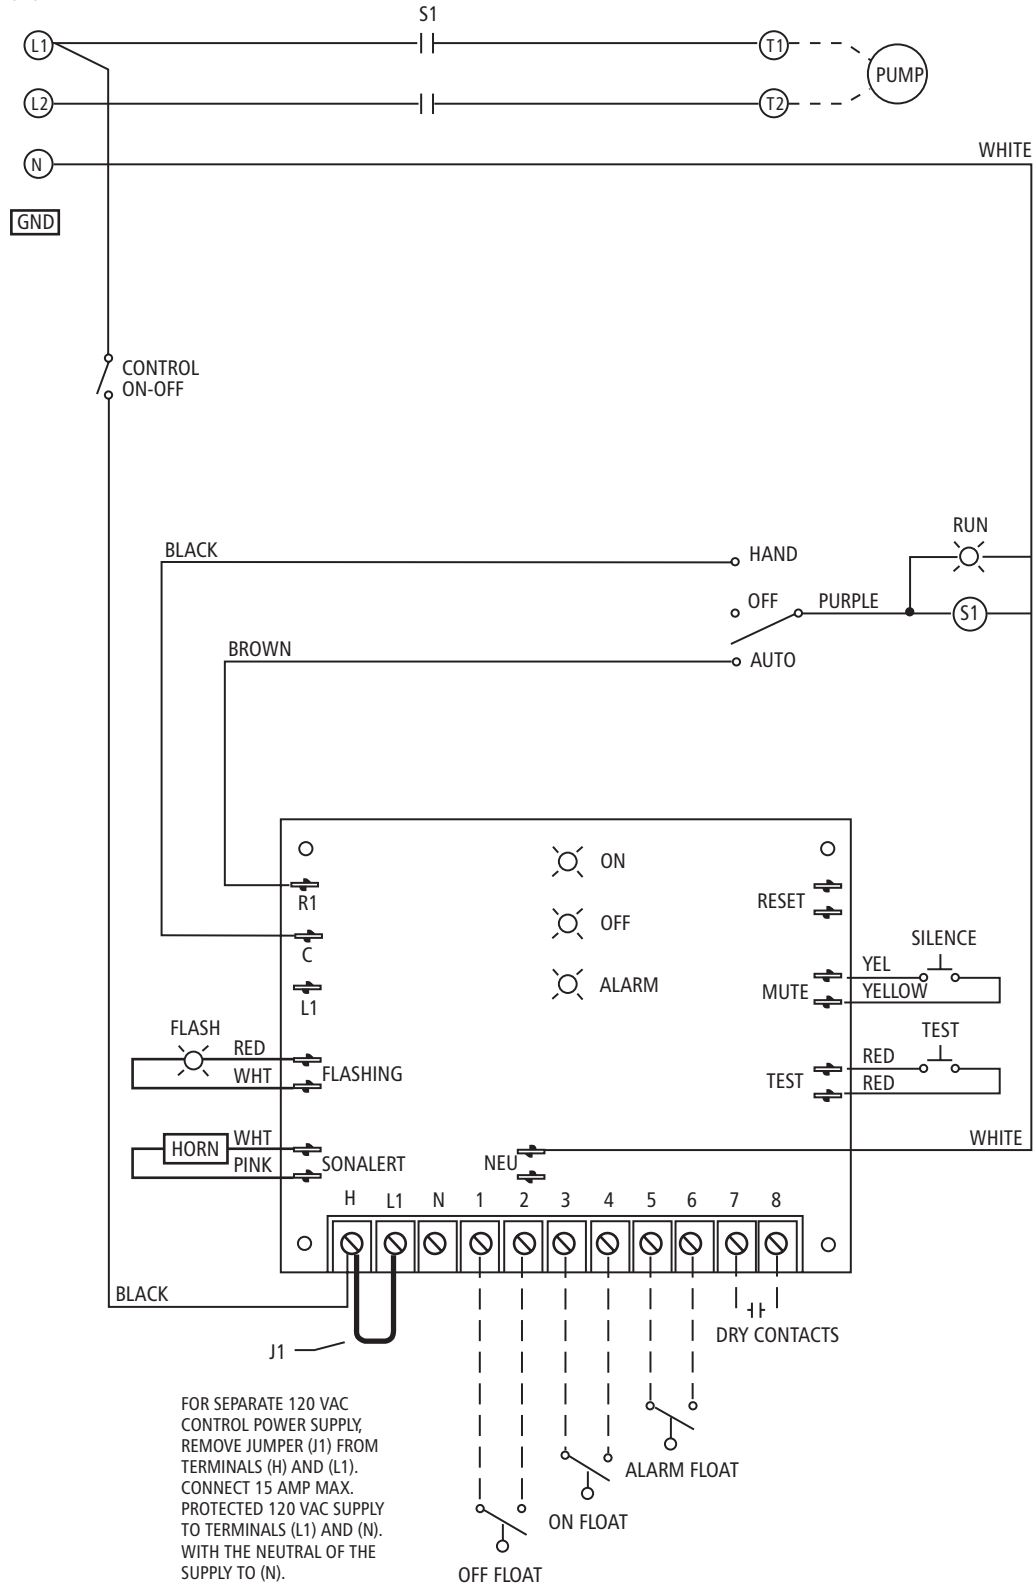 S1
L1
T1
PUMP
L2
T2
N
WHITE
GND
CONTROL
ON-OFF
RUN
BLACK
HAND
OFF
PURPLE
S1
BROWN
AUTO
ON
R1
RESET
OFF
SILENCE
C
YEL
ALARM
MUTE
YELLOW
L1
FLASH
TEST
RED
RED
FLASHING
WHT
TEST
RED
HORN
WHT
WHITE
SONALERT
NEU
PINK
H L1 N 1 2 3 4 5 6 7 8
BLACK
DRY CONTACTS
J1
FOR SEPARATE 120 VAC
CONTROL POWER SUPPLY,
REMOVE JUMPER (J1) FROM
TERMINALS (H) AND (L1).
CONNECT 15 AMP MAX.
PROTECTED 120 VAC SUPPLY
TO TERMINALS (L1) AND (N).
WITH THE NEUTRAL OF THE
SUPPLY TO (N).
ALARM FLOAT
ON FLOAT
OFF FLOAT